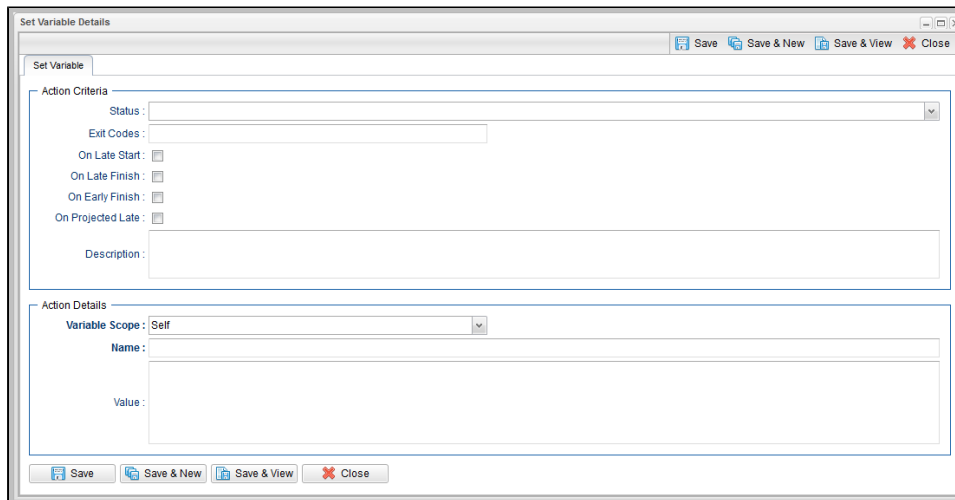 Set Variable Details
Save Save & New Save & View Close
Set Variable
Action Criteria
Status :
Exit Codes :
On Late Start :
On Late Finish :
On Early Finish :
On Projected Late :
Description :
Action Details
Variable Scope : Self
Name :
Value :
Save Save & New Save & View Close